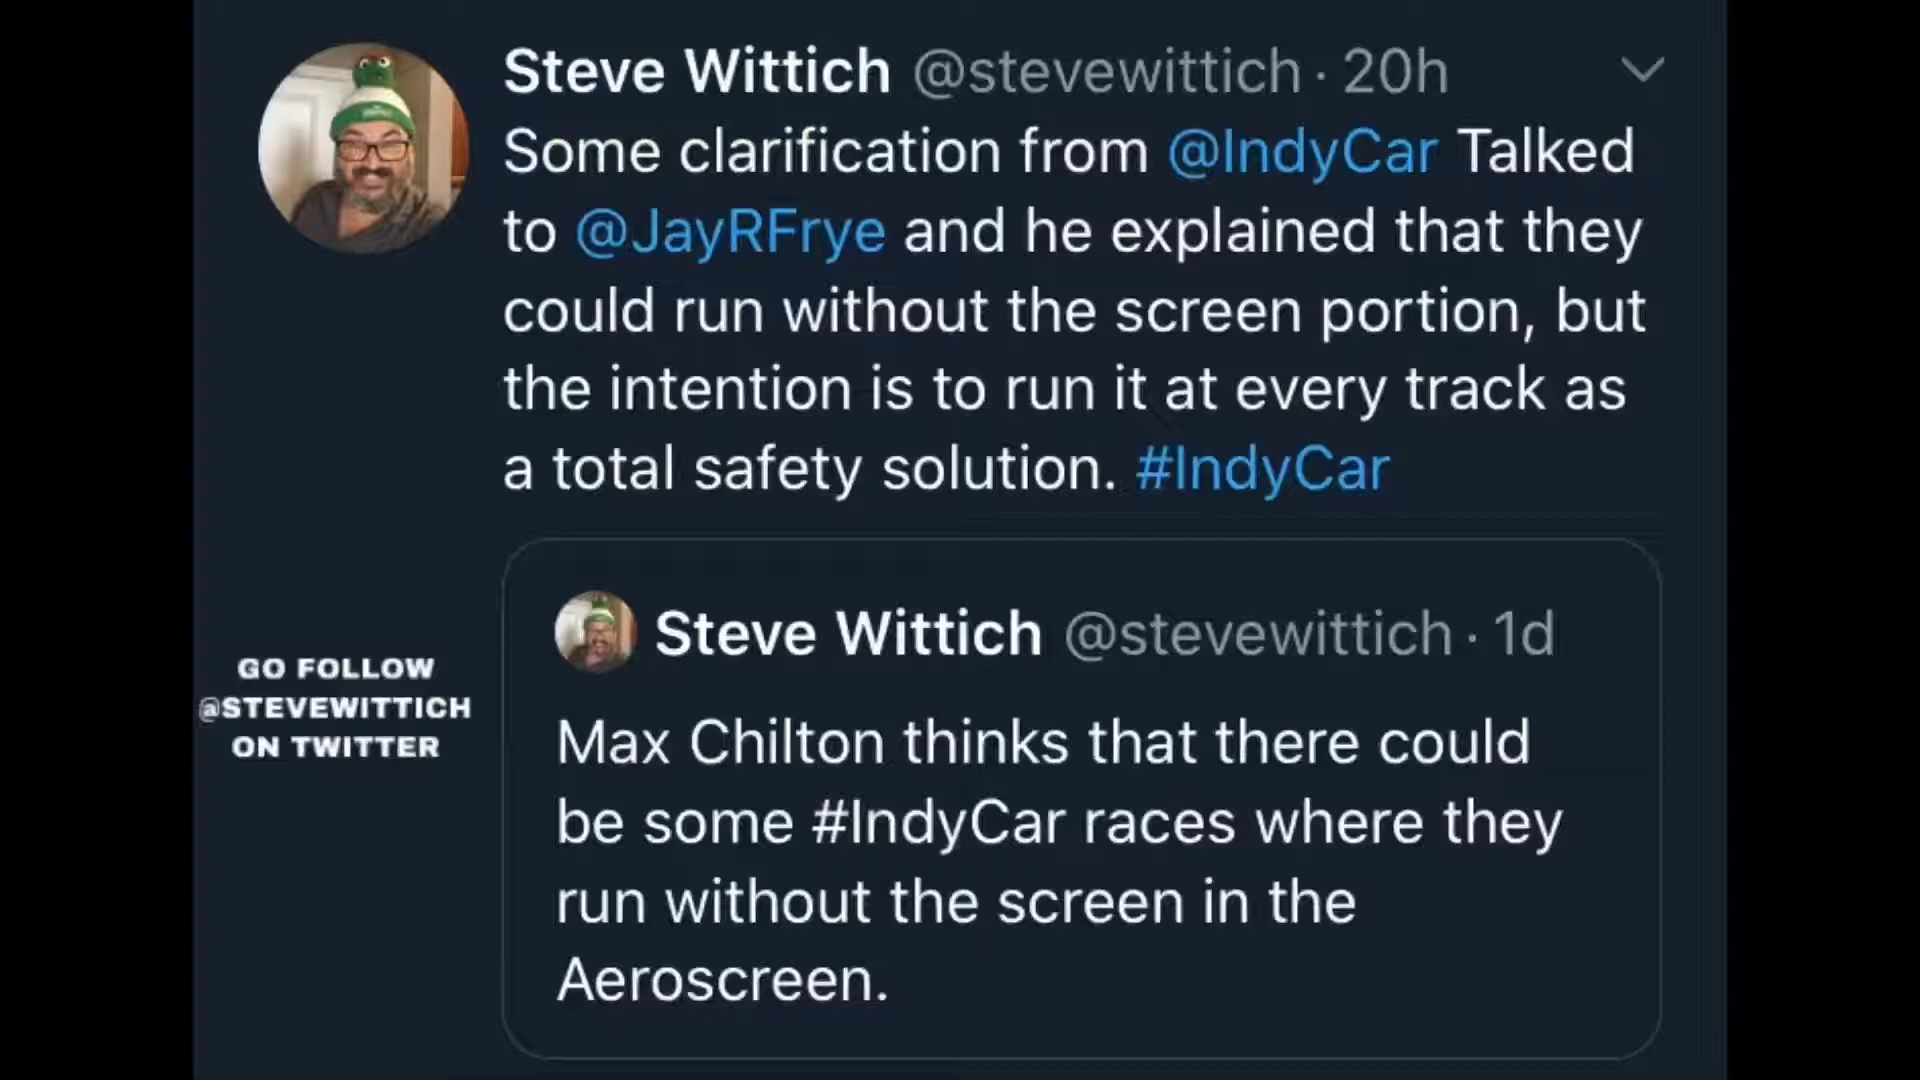 Steve Wittich @stevewittich · 20h
Some clarification from @IndyCar Talked
to @JayRFrye and he explained that they
could run without the screen portion, but
the intention is to run it at every track as
a total safety solution. #IndyCar
GO FOLLOW
@STEVEWITTICH
ON TWITTER
Steve Wittich @stevewittich · 1d
Max Chilton thinks that there could
be some #IndyCar races where they
run without the screen in the
Aeroscreen.